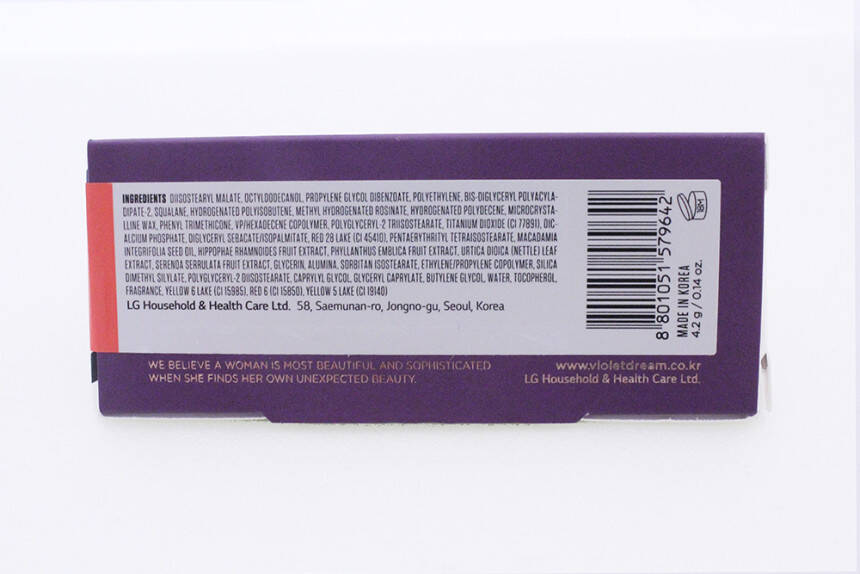 INGREDIENTS DIISOSTEARYL MALATE, OCTYLDODECANOL, PROPYLENE GLYCOL DIBENZOATE, POLYETHYLENE, BIS-DIGLYCERYL POLYACYLA-
DIPATE-2, SQUALANE, HYDROGENATED POLYISOBUTENE, METHYL HYDROGENATED ROSINATE, HYDROGENATED POLYDECENE, MICROCRYSTA-
LLINE WAX, PHENYL TRIMETHICONE, VP/HEXADECENE COPOLYMER, POLYGLYCERYL-2 TRIISOSTEARATE, TITANIUM DIOXIDE (CI 77891), DIC-
ALCIUM PHOSPHATE, DIGLYCERYL SEBACATE/ISOPALMITATE, RED 28 LAKE (CI 45410), PENTAERYTHRITYL TETRAISOSTEARATE, MACADAMIA
INTEGRIFOLIA SEED OIL, HIPPOPHAE RHAMNOIDES FRUIT EXTRACT, PHYLLANTHUS EMBLICA FRUIT EXTRACT, URTICA DIOICA (NETTLE) LEAF
EXTRACT, SERENOA SERRULATA FRUIT EXTRACT, GLYCERIN, ALUMINA, SORBITAN ISOSTEARATE, ETHYLENE/PROPYLENE COPOLYMER, SILICA
DIMETHYL SILYLATE, POLYGLYCERYL-2 DIISOSTEARATE, CAPRYLYL GLYCOL, GLYCERYL CAPRYLATE, BUTYLENE GLYCOL, WATER, TOCOPHEROL,
FRAGRANCE, YELLOW 6 LAKE (CI 15985), RED 6 (CI 15850), YELLOW 5 LAKE (CI 19140)
LG Household & Health Care Ltd. 58, Saemunan-ro, Jongno-gu, Seoul, Korea
8 801051 579642
18M
MADE IN KOREA
4.2 g / 0.14 oz.
WE BELIEVE A WOMAN IS MOST BEAUTIFUL AND SOPHISTICATED
WHEN SHE FINDS HER OWN UNEXPECTED BEAUTY.
www.violetdream.co.kr
LG Household & Health Care Ltd.